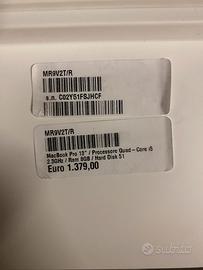 MR9V2T/R
s.n. C02Y51FSJHCF
MR9V2T/R
MacBook Pro 13" / Processore Quad - Core i5
2.3GHz / Ram 8GB / Hard Disk 51
Euro 1.379,00
subito